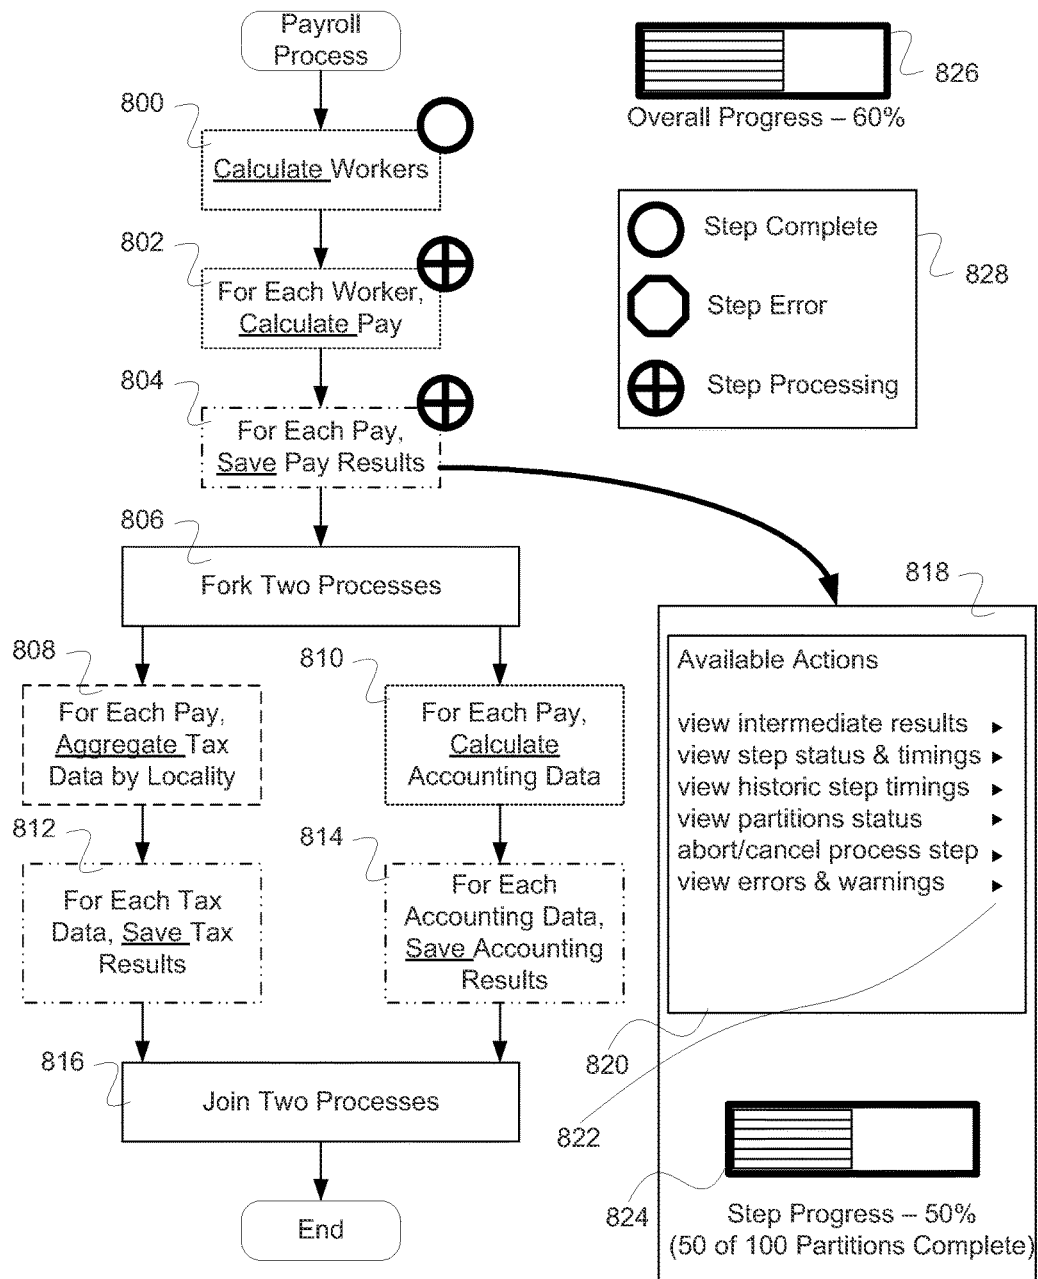 Payroll
Process
826
Overall Progress – 60%
800
Calculate Workers
Step Complete
828
Step Error
Step Processing
802
For Each Worker,
Calculate Pay
804
For Each Pay,
Save Pay Results
806
Fork Two Processes
808
For Each Pay,
Aggregate Tax
Data by Locality
810
For Each Pay,
Calculate
Accounting Data
812
For Each Tax
Data, Save Tax
Results
814
For Each
Accounting Data,
Save Accounting
Results
816
Join Two Processes
End
818
Available Actions
view intermediate results
view step status & timings
view historic step timings
view partitions status
abort/cancel process step
view errors & warnings
820
822
824
Step Progress – 50%
(50 of 100 Partitions Complete)